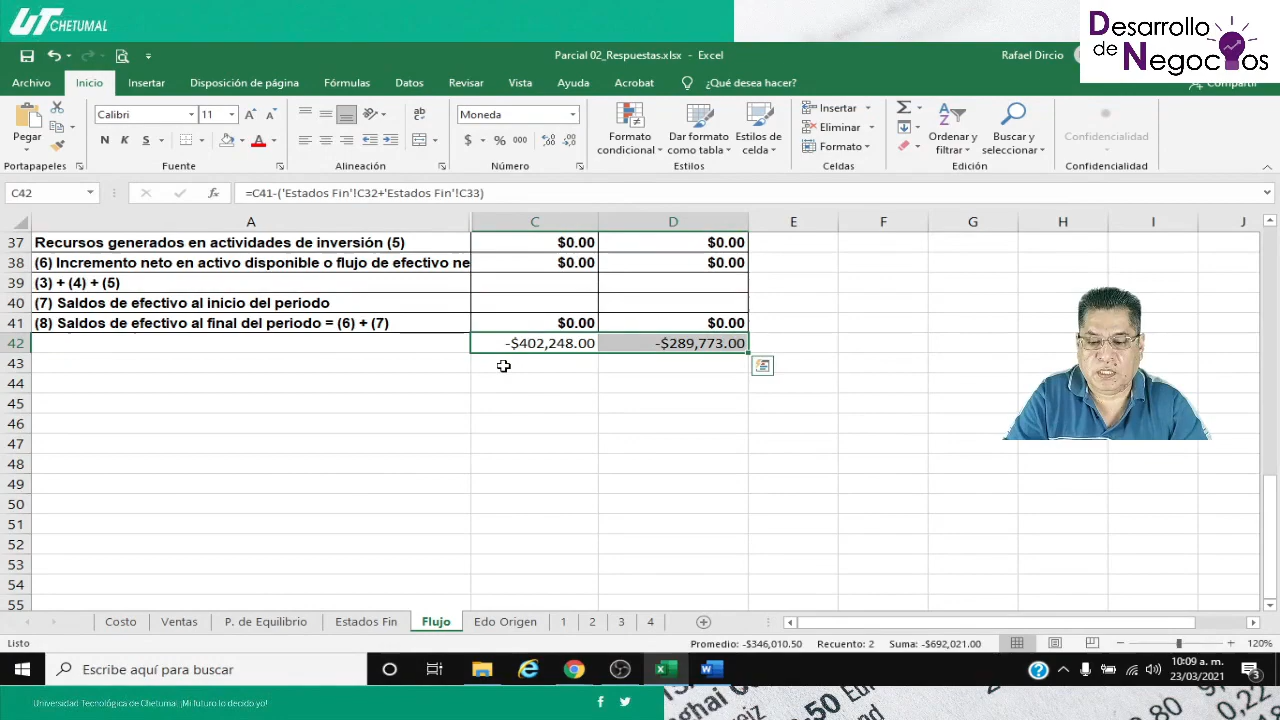 UT CHETUMAL
Desarrollo
de Negocios
Parcial 02_Respuestas.xlsx - Excel
Rafael Dircio
Archivo Inicio Insertar Disposición de página Fórmulas Datos Revisar Vista Ayuda Acrobat ¿Qué desea hacer? Compartir
Pegar
Calibri 11
N K S
ab
Moneda
$ % 000
Formato condicional
Dar formato como tabla
Estilos de celda
Insertar
Eliminar
Formato
Ordenar y filtrar
Buscar y seleccionar
Confidencialidad
Portapapeles Fuente Alineación Número Estilos Celdas Edición Confidencialidad
C42 fx =C41-('Estados Fin'!C32+'Estados Fin'!C33)
A C D E F G H I J
37 Recursos generados en actividades de inversión (5) $0.00 $0.00
38 (6) Incremento neto en activo disponible o flujo de efectivo ne $0.00 $0.00
39 (3) + (4) + (5)
40 (7) Saldos de efectivo al inicio del periodo
41 (8) Saldos de efectivo al final del periodo = (6) + (7) $0.00 $0.00
42 -$402,248.00 -$289,773.00
43
44
45
46
47
48
49
50
51
52
53
54
55
Costo Ventas P. de Equilibrio Estados Fin Flujo Edo Origen 1 2 3 4
Listo Promedio: -$346,010.50 Recuento: 2 Suma: -$692,021.00 120%
Escribe aquí para buscar
10:09 a. m.
23/03/2021
3
Universidad Tecnológica de Chetumal ¡Mi futuro lo decido yo!